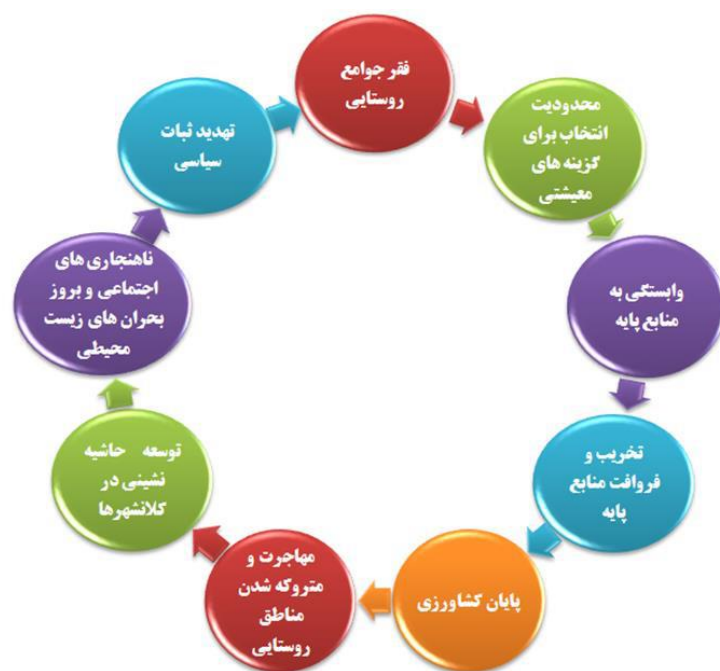 فقر جوامع
روستایی
محدودیت
انتخاب برای
گزینه های
معیشتی
وابستگی به
منابع پایه
تخریب و
فروافت منابع
پایه
پایان کشاورزی
مهاجرت و
متروکه شدن
مناطق
روستایی
توسعه حاشیه
نشینی در
کلانشهرها
ناهنجاری های
اجتماعی و بروز
بحران های زیست
محیطی
تهدید ثبات
سیاسی